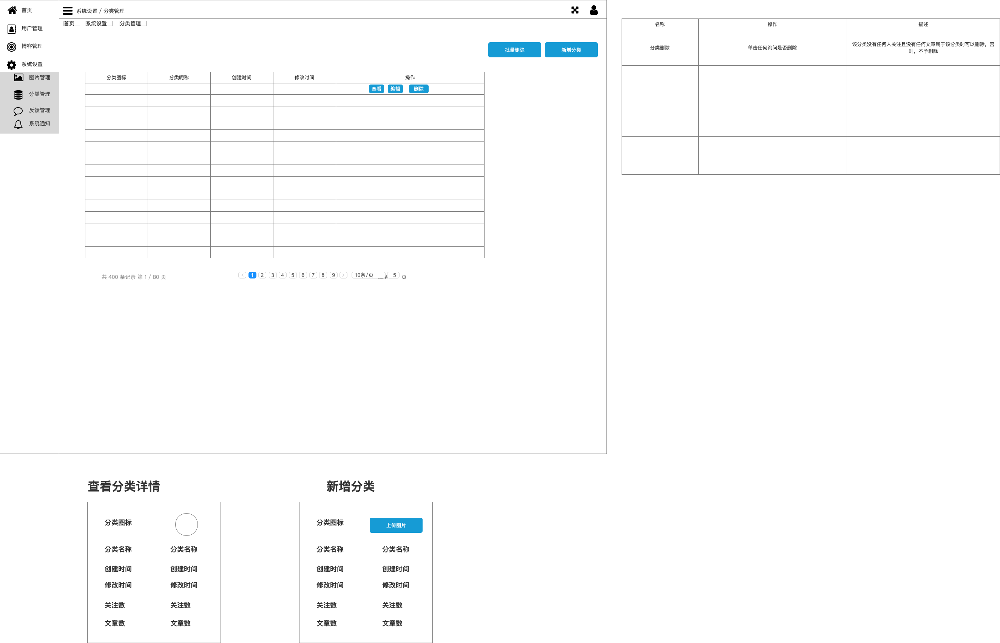 首页
用户管理
博客管理
系统设置
图片管理
分类管理
反馈管理
系统通知
系统设置 / 分类管理
首页 系统设置 分类管理
批量删除 新增分类
分类图标 分类昵称 创建时间 修改时间 操作
查看 编辑 删除
共 400 条记录 第 1 / 80 页
1 2 3 4 5 6 7 8 9 10条/页 5 页
名称 操作 描述
分类删除 单击任何询问是否删除 该分类没有任何人关注且没有任何文章属于该分类时可以删除，否
则，不予删除
查看分类详情
分类图标
分类名称 分类名称
创建时间 创建时间
修改时间 修改时间
关注数 关注数
文章数 文章数
新增分类
分类图标 上传图片
分类名称 分类名称
创建时间 创建时间
修改时间 修改时间
关注数 关注数
文章数 文章数